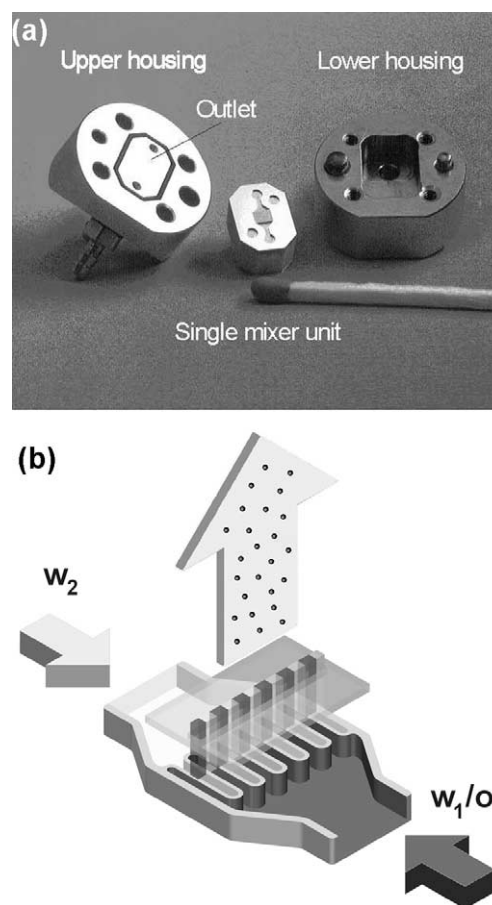 (a)
Upper housing
Lower housing
Outlet
Single mixer unit
(b)
w₂
w₁/o